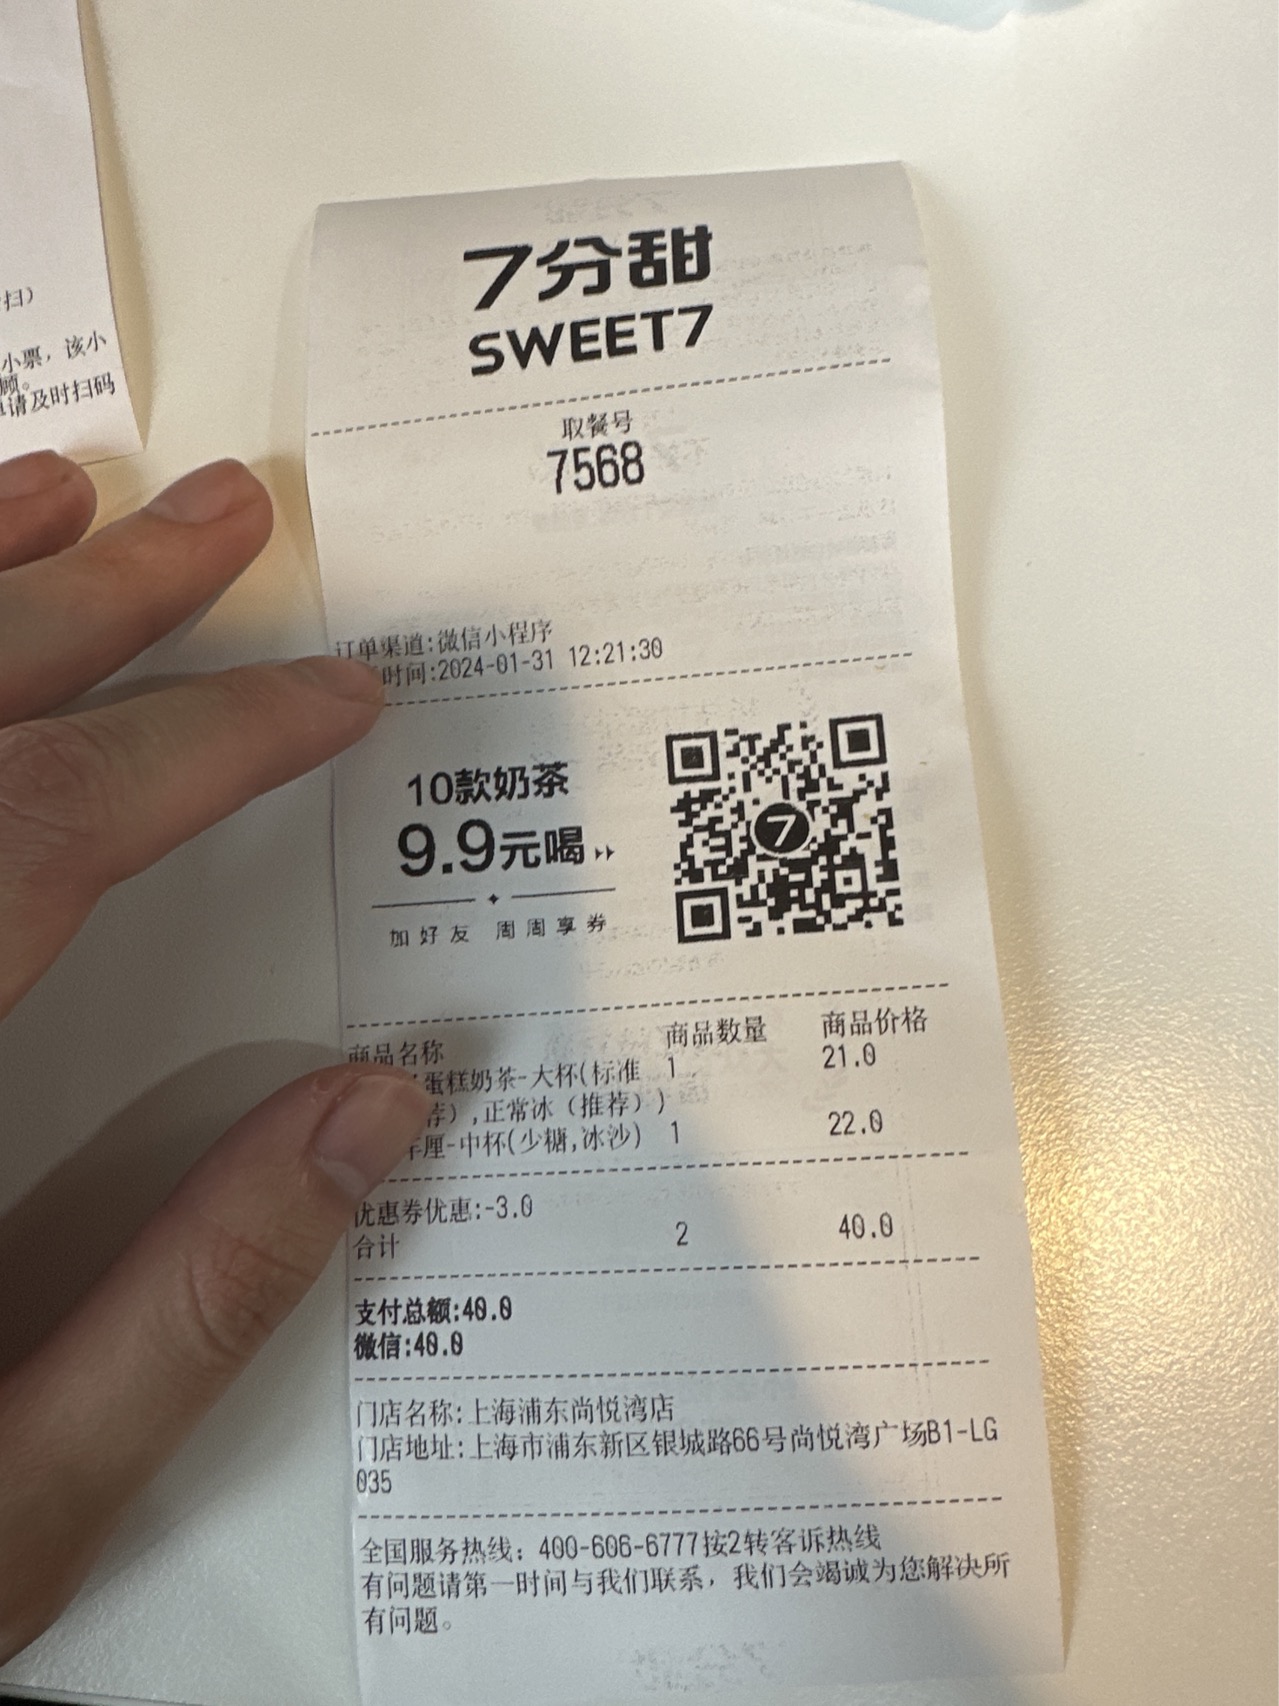 扫）
小票，该小
顾。
请及时扫码
7分甜
SWEET7
取餐号
7568
订单渠道:微信小程序
时间:2024-01-31 12:21:30
10款奶茶
9.9元喝
加好友 周周享券
7
商品名称 商品数量 商品价格
蛋糕奶茶-大杯(标准 1 21.0
荐）,正常冰（推荐）)
厘-中杯(少糖,冰沙) 1 22.0
优惠券优惠:-3.0
合计 2 40.0
支付总额:40.0
微信:40.0
门店名称:上海浦东尚悦湾店
门店地址:上海市浦东新区银城路66号尚悦湾广场B1-LG
035
全国服务热线：400-606-6777按2转客诉热线
有问题请第一时间与我们联系，我们会竭诚为您解决所
有问题。